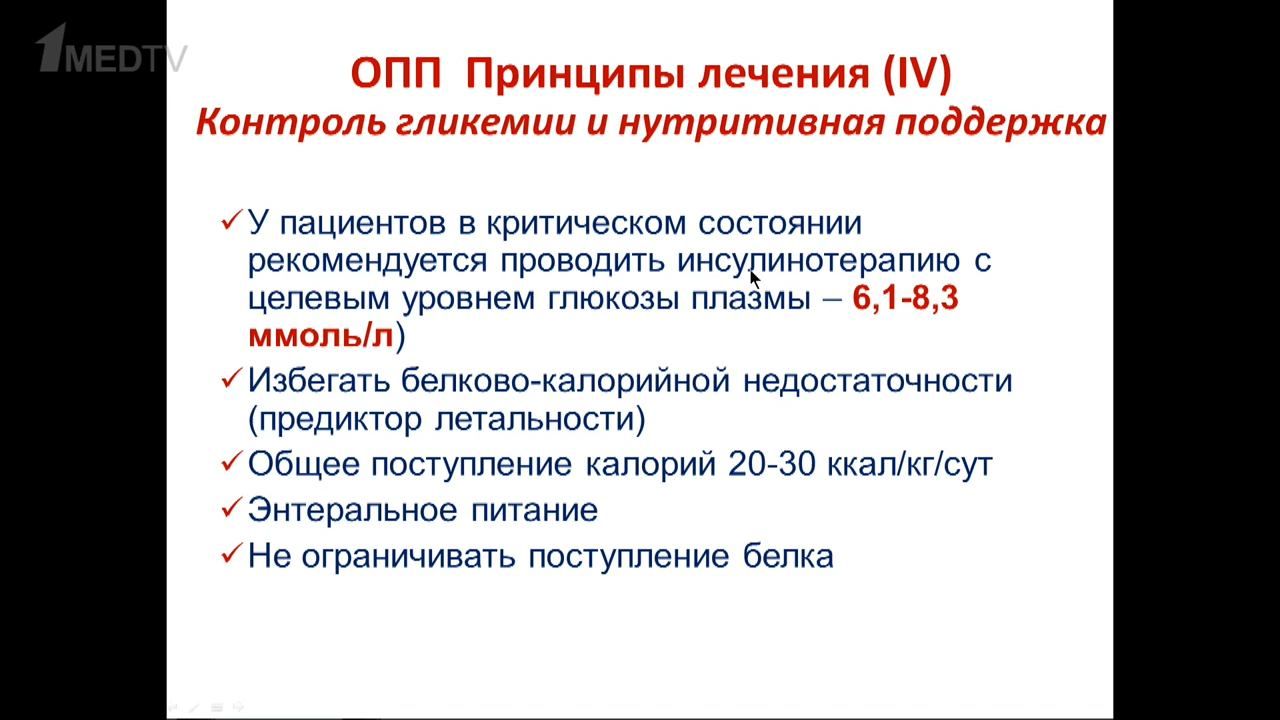 1MEDTV
ОПП Принципы лечения (IV)
Контроль гликемии и нутритивная поддержка
У пациентов в критическом состоянии
рекомендуется проводить инсулинотерапию с
целевым уровнем глюкозы плазмы – 6,1-8,3
ммоль/л)
Избегать белково-калорийной недостаточности
(предиктор летальности)
Общее поступление калорий 20-30 ккал/кг/сут
Энтеральное питание
Не ограничивать поступление белка